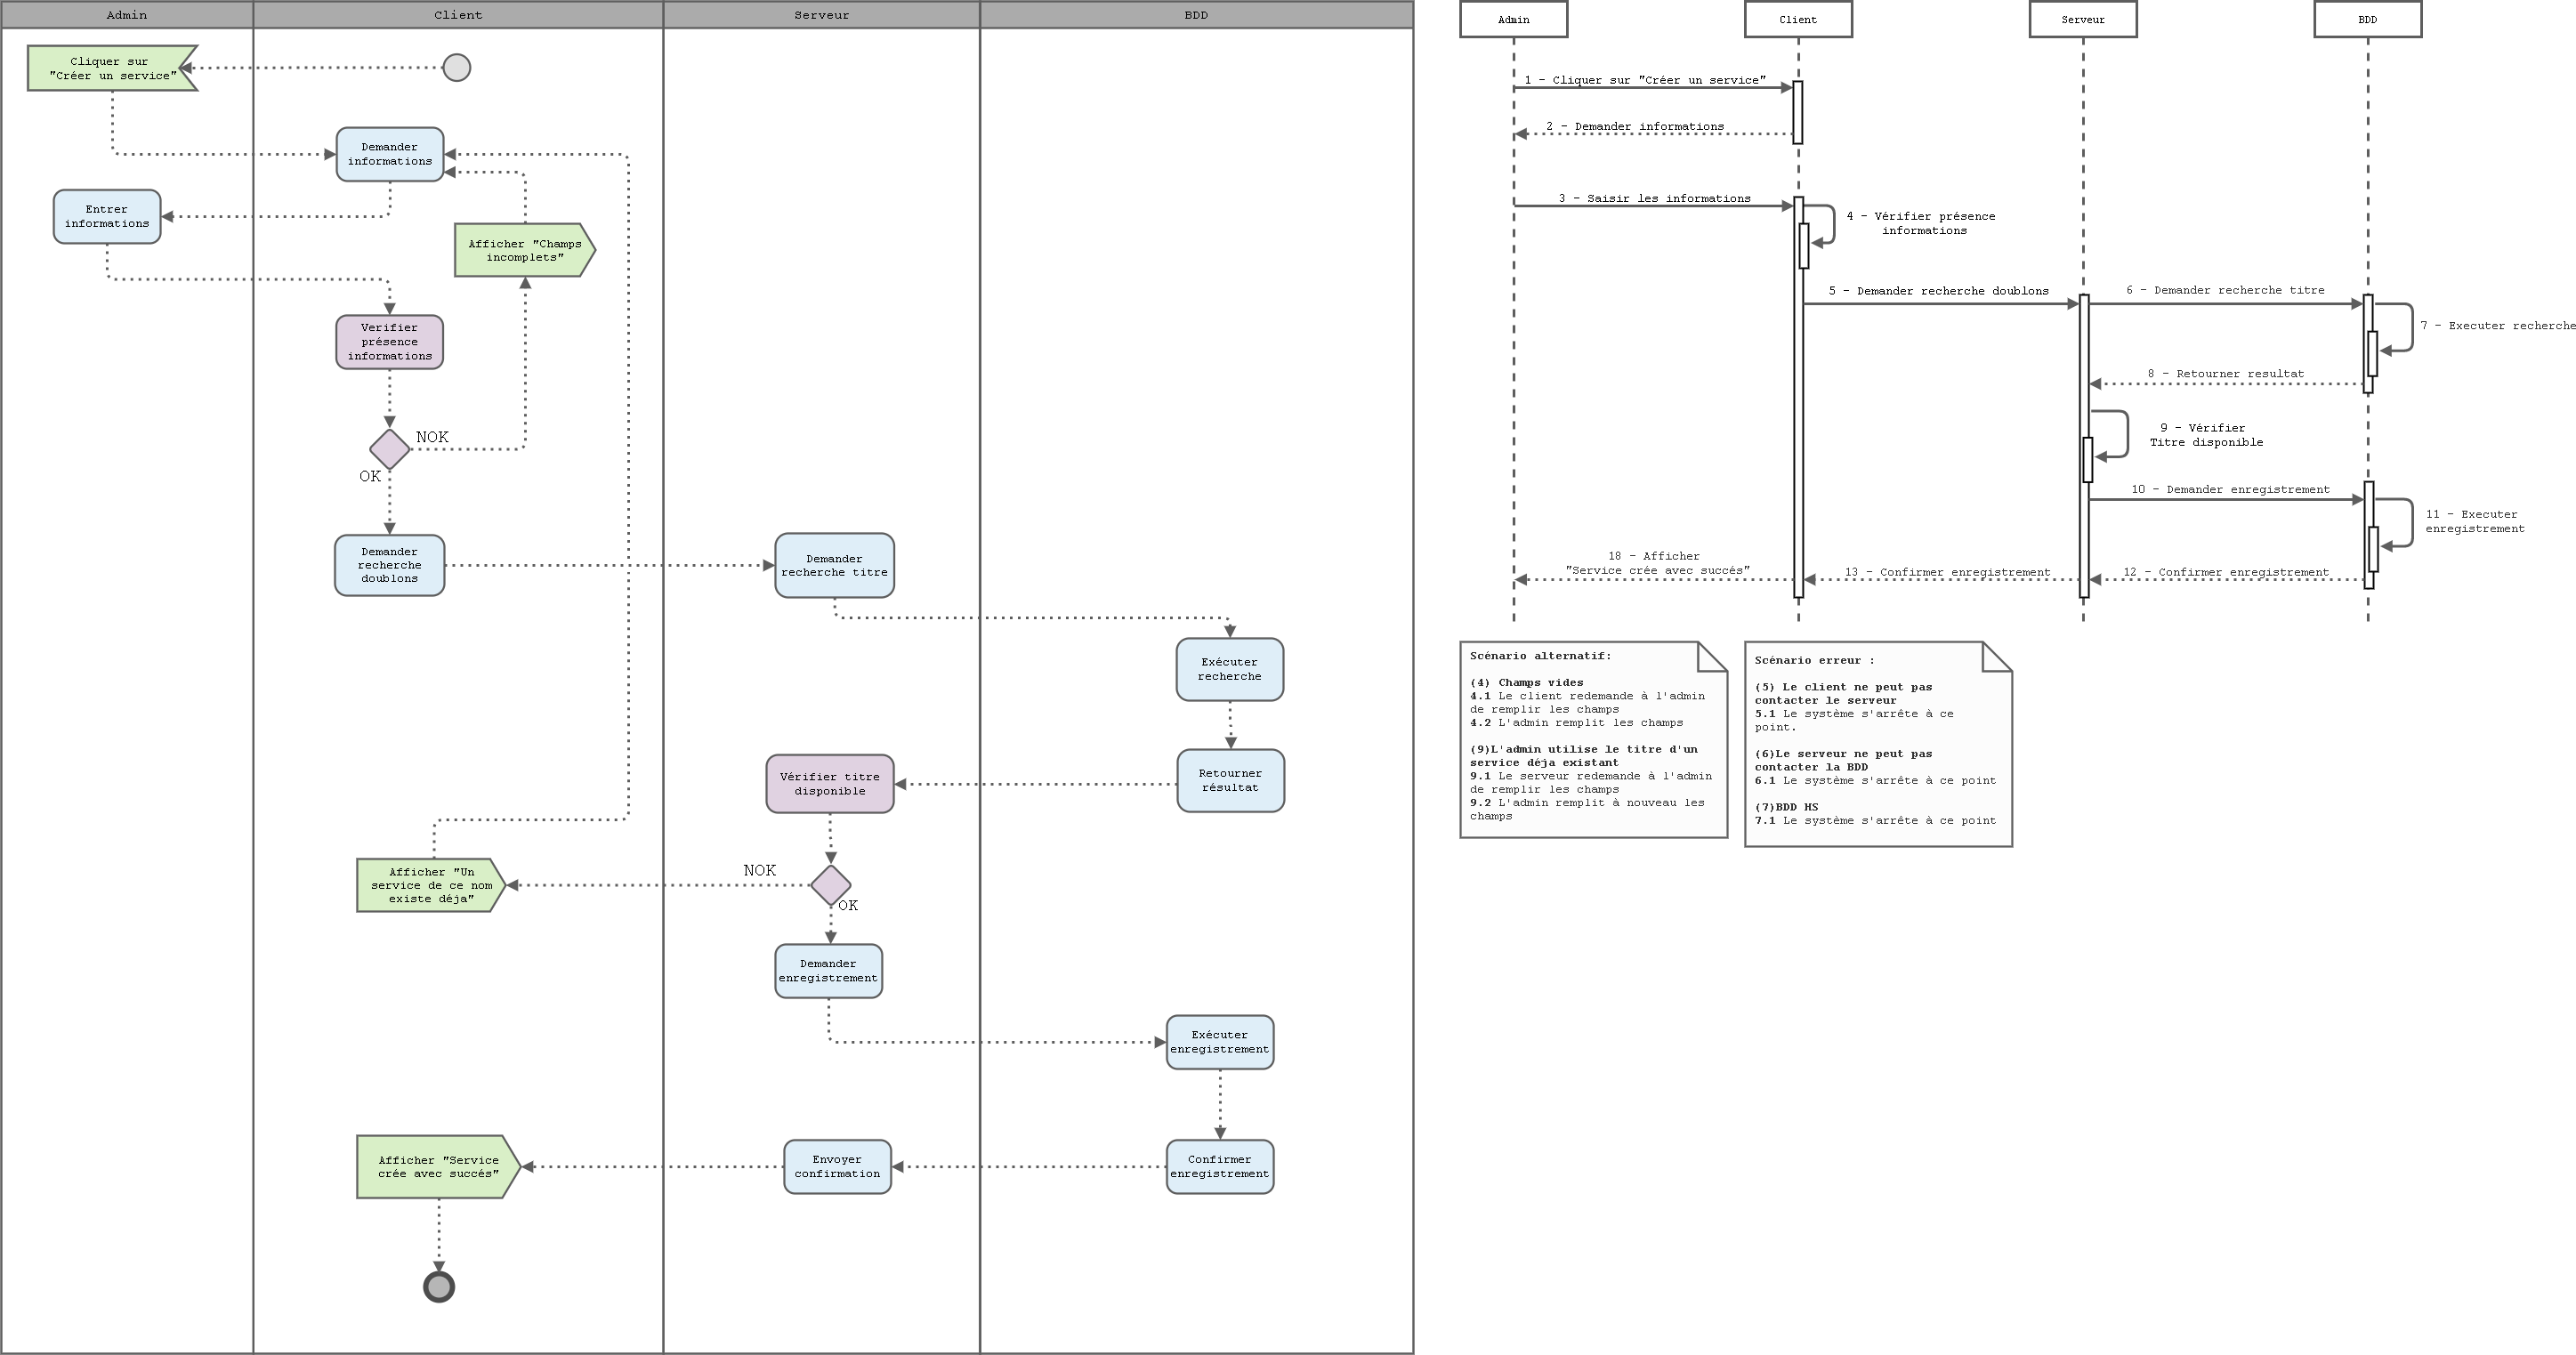 Admin
Client
Serveur
BDD
Cliquer sur
"Créer un service"
Demander
informations
Entrer
informations
Afficher "Champs
incomplets"
Verifier
présence
informations
NOK
OK
Demander
recherche
doublons
Demander
recherche titre
Exécuter
recherche
Retourner
résultat
Vérifier titre
disponible
NOK
OK
Afficher "Un
service de ce nom
existe déja"
Demander
enregistrement
Exécuter
enregistrement
Confirmer
enregistrement
Envoyer
confirmation
Afficher "Service
crée avec succés"
Admin
Client
Serveur
BDD
1 - Cliquer sur "Créer un service"
2 - Demander informations
3 - Saisir les informations
4 - Vérifier présence
informations
5 - Demander recherche doublons
6 - Demander recherche titre
7 - Executer recherche
8 - Retourner resultat
9 - Vérifier
Titre disponible
10 - Demander enregistrement
11 - Executer
enregistrement
18 - Afficher
"Service crée avec succés"
13 - Confirmer enregistrement
12 - Confirmer enregistrement
Scénario alternatif:
(4) Champs vides
4.1 Le client redemande à l'admin
de remplir les champs
4.2 L'admin remplit les champs
(9)L'admin utilise le titre d'un
service déja existant
9.1 Le serveur redemande à l'admin
de remplir les champs
9.2 L'admin remplit à nouveau les
champs
Scénario erreur :
(5) Le client ne peut pas
contacter le serveur
5.1 Le système s'arrête à ce
point.
(6)Le serveur ne peut pas
contacter la BDD
6.1 Le système s'arrête à ce point
(7)BDD HS
7.1 Le système s'arrête à ce point